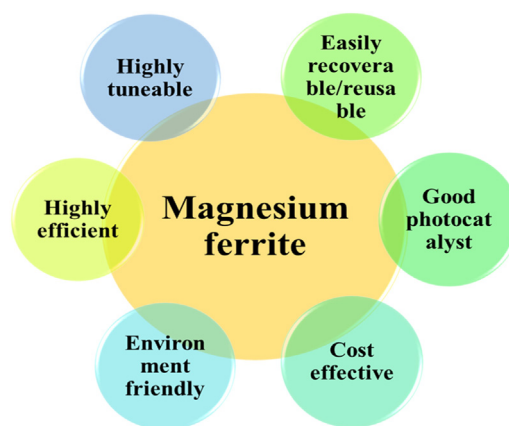 Highly
tuneable
Easily
recovera
ble/reusa
ble
Highly
efficient
Magnesium
ferrite
Good
photocat
alyst
Environ
ment
friendly
Cost
effective